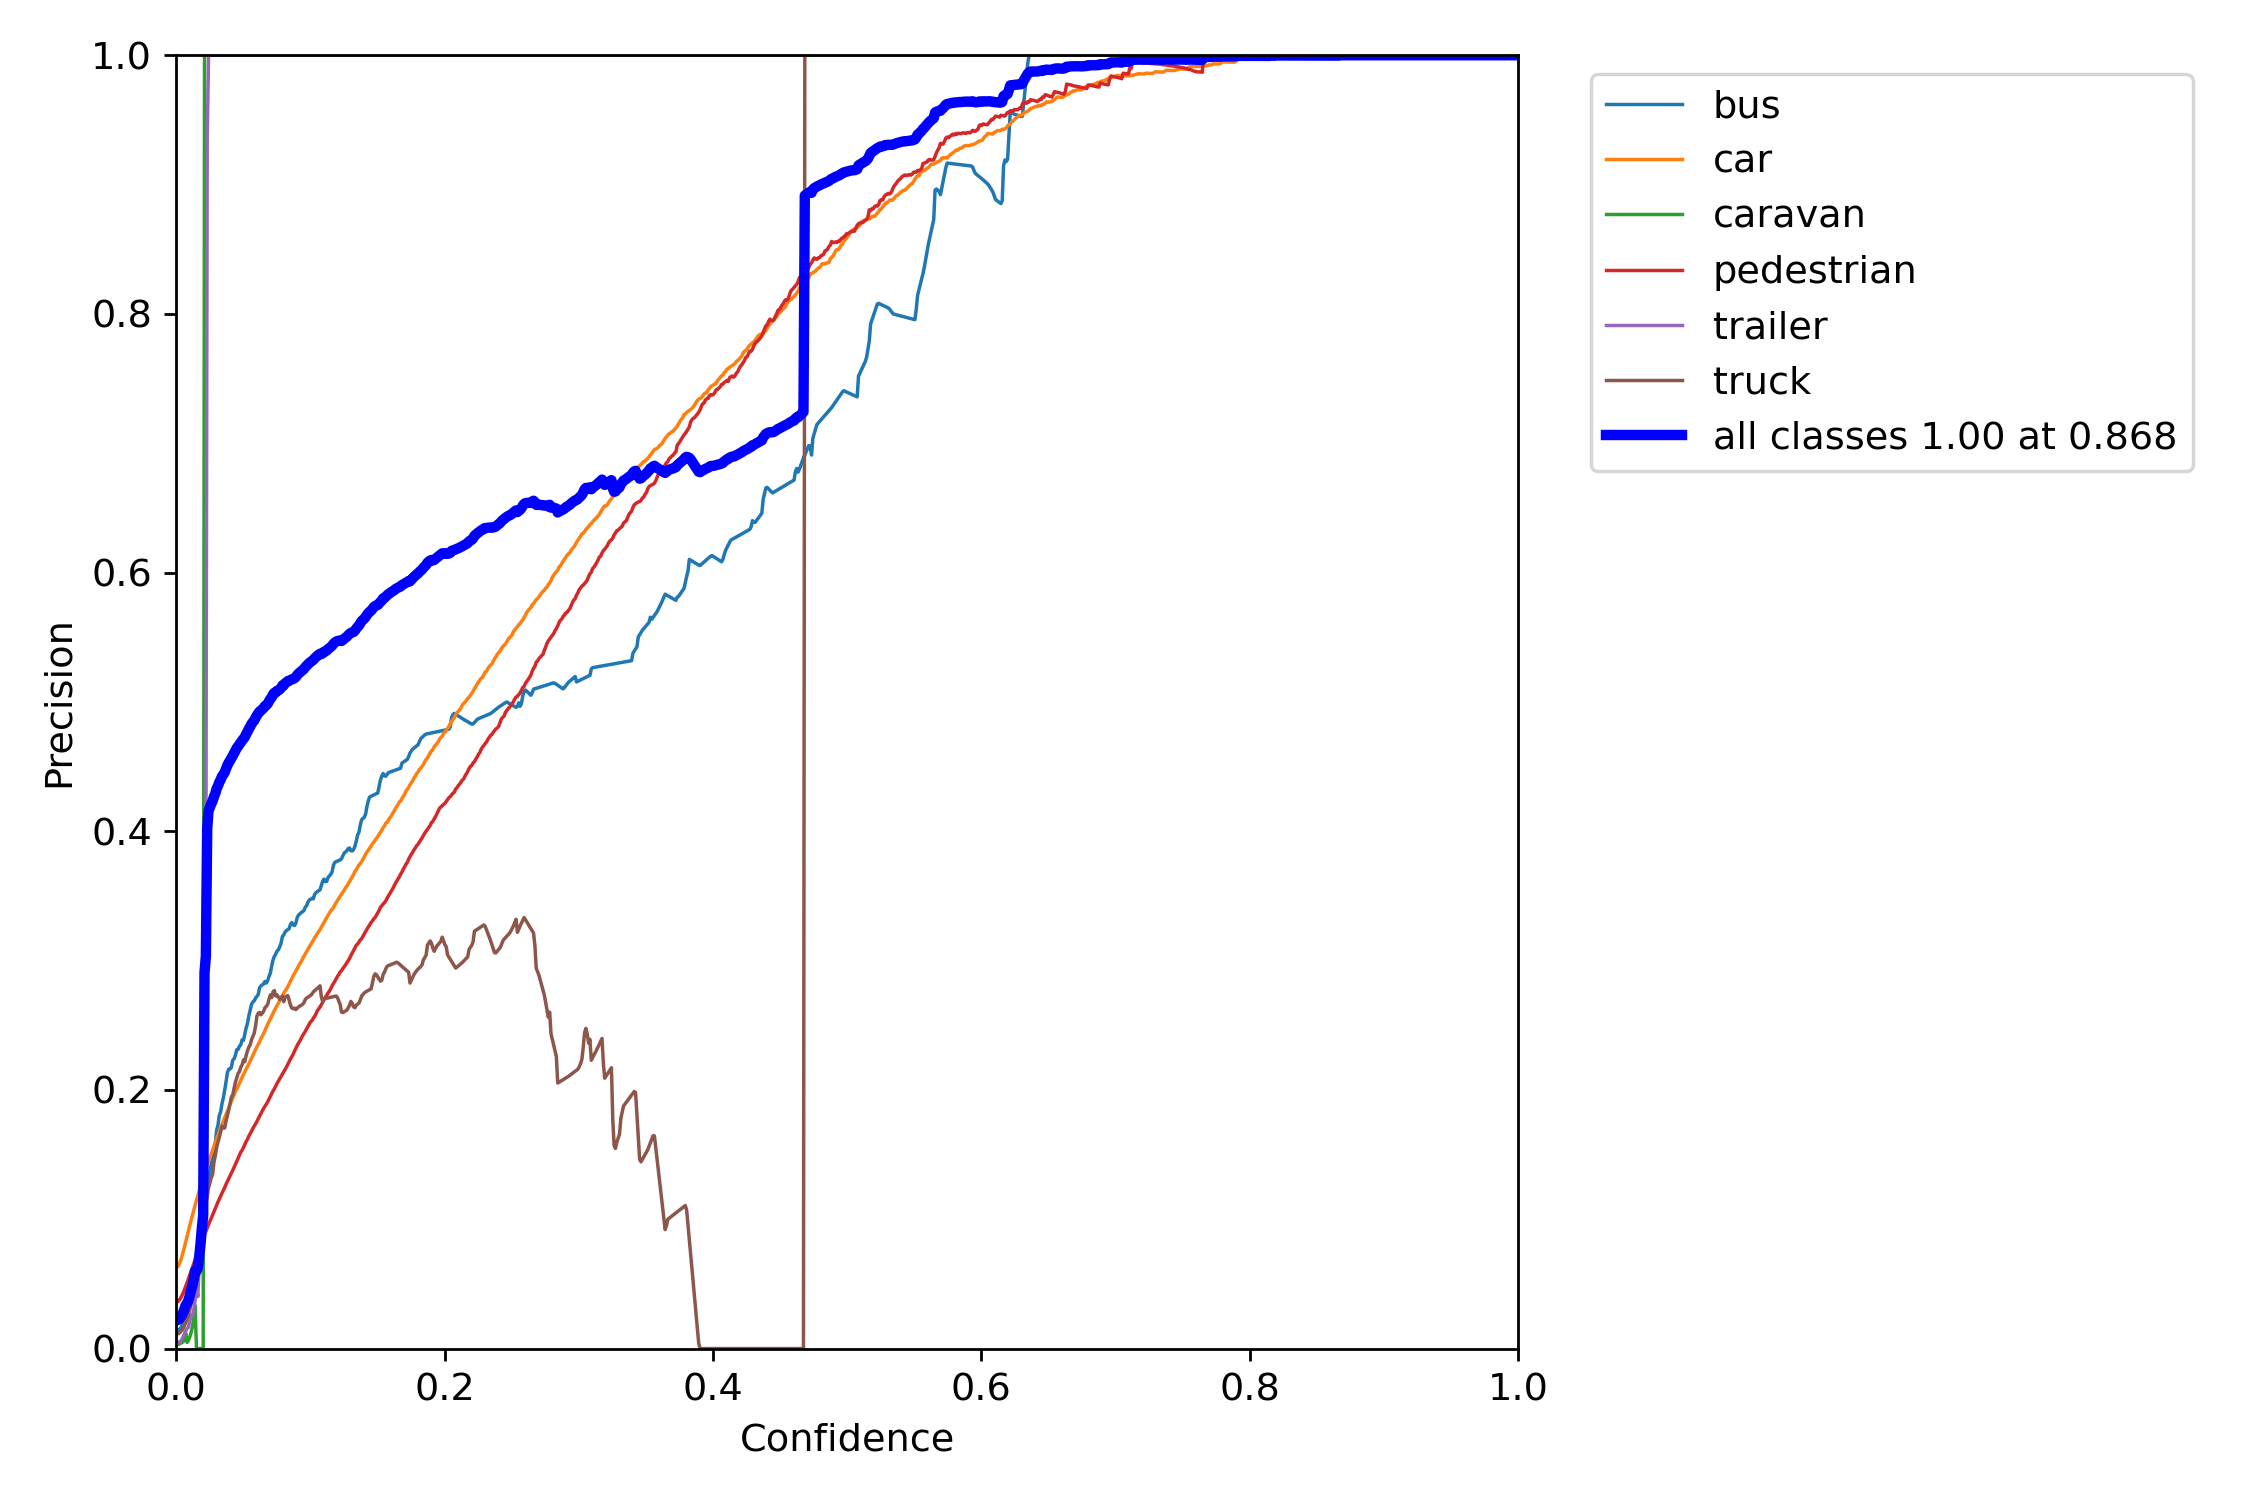 1.0
0.8
0.6
0.4
0.2
0.0
Precision
0.0 0.2 0.4 0.6 0.8 1.0
Confidence
bus
car
caravan
pedestrian
trailer
truck
all classes 1.00 at 0.868